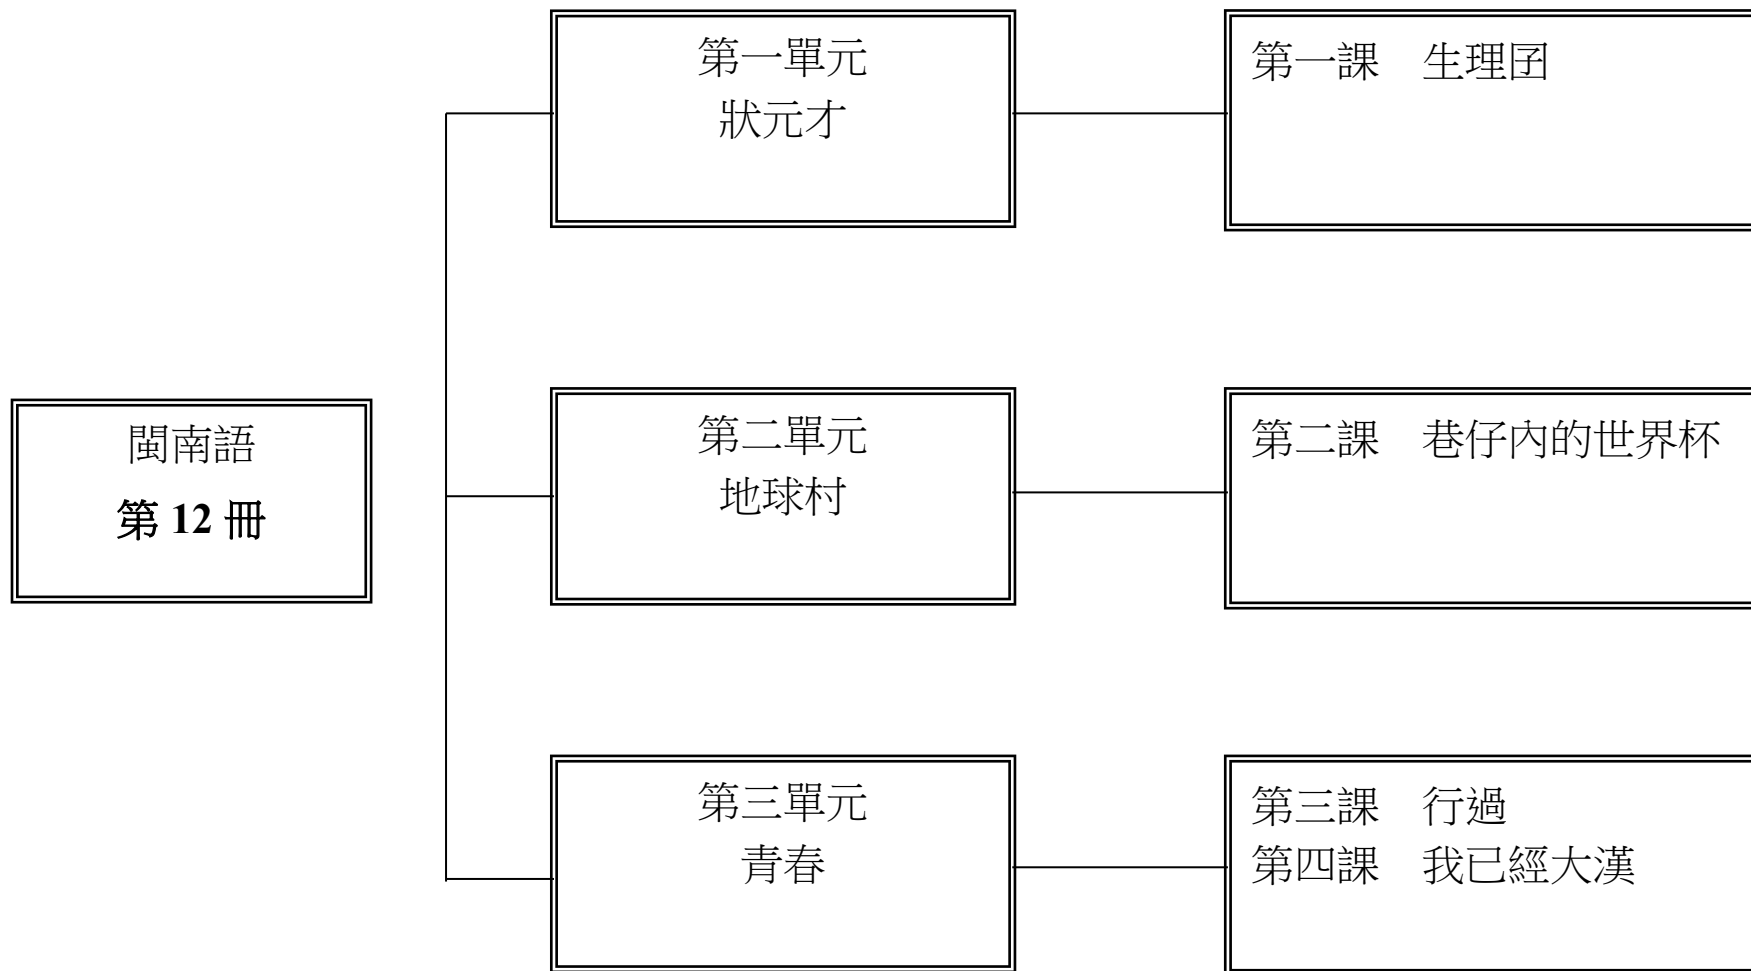 閩南語
第 12 冊
第一單元
狀元才
第一課　生理囝
第二單元
地球村
第二課　巷仔內的世界杯
第三單元
青春
第三課　行過
第四課　我已經大漢